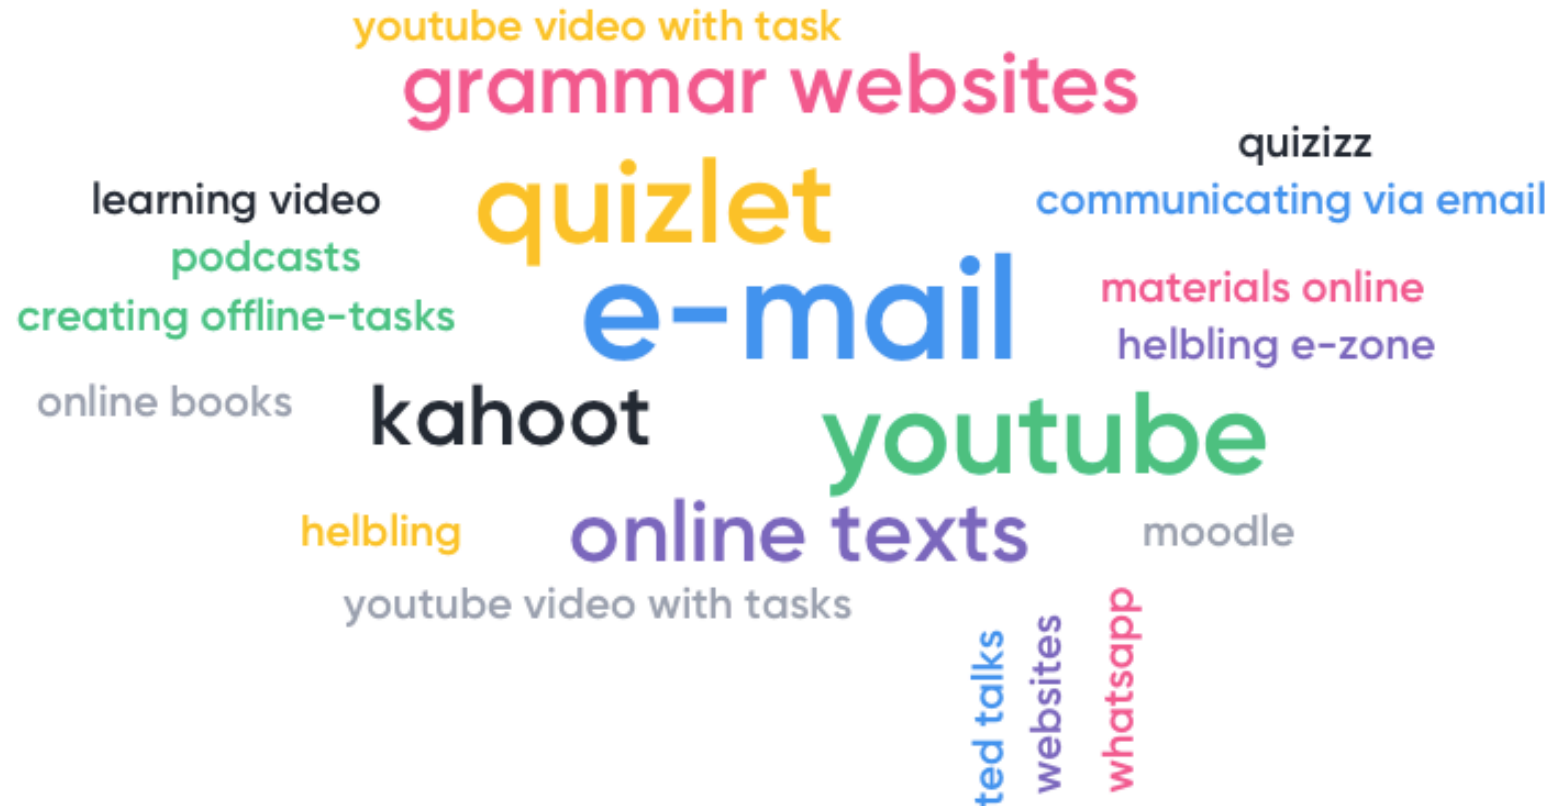 youtube video with task
grammar websites
quizizz
learning video
quizlet
communicating via email
podcasts
creating offline-tasks
e-mail
materials online
helbling e-zone
online books
kahoot
youtube
helbling
online texts
moodle
youtube video with tasks
ted talks
websites
whatsapp